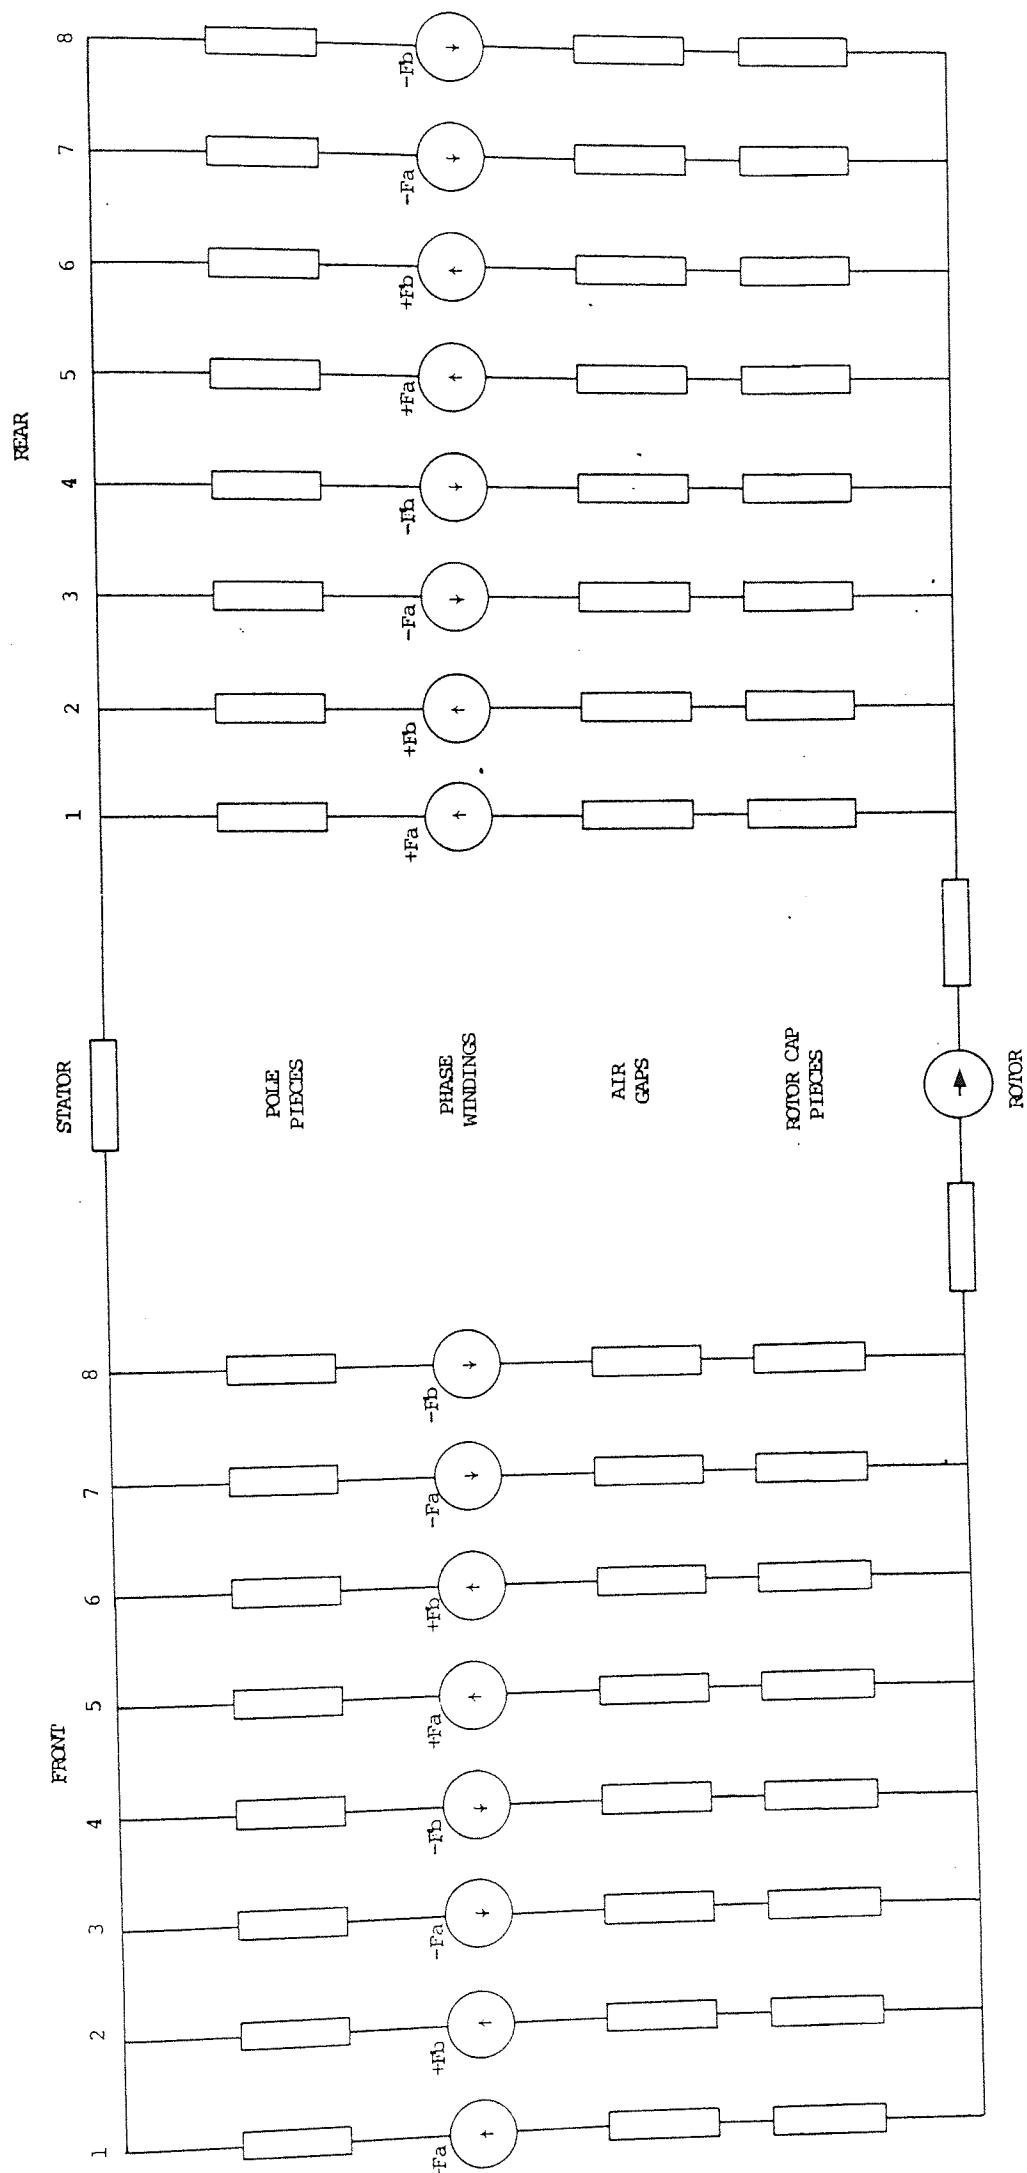 REAR
FRONT
STATOR
1 2 3 4 5 6 7 8
1 2 3 4 5 6 7 8
POLE
PIECES
Fa +Fb -Fa -Fb +Fa +Fb -Fa -Fb
+Fa +Fb -Fa -Fb +Fa +Fb -Fa -Fb
PHASE
WINDINGS
AIR
GAPS
ROTOR CAP
PIECES
ROTOR